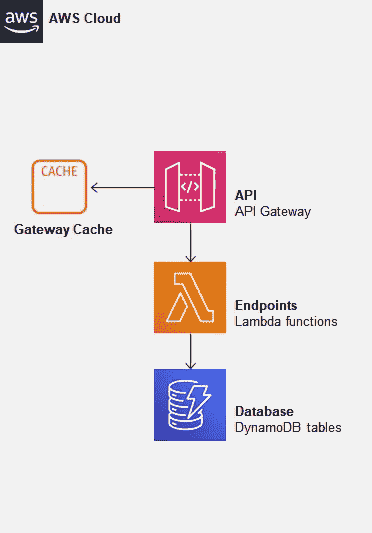 aws
AWS Cloud
CACHE
Gateway Cache
</>
API
API Gateway
Endpoints
Lambda functions
Database
DynamoDB tables